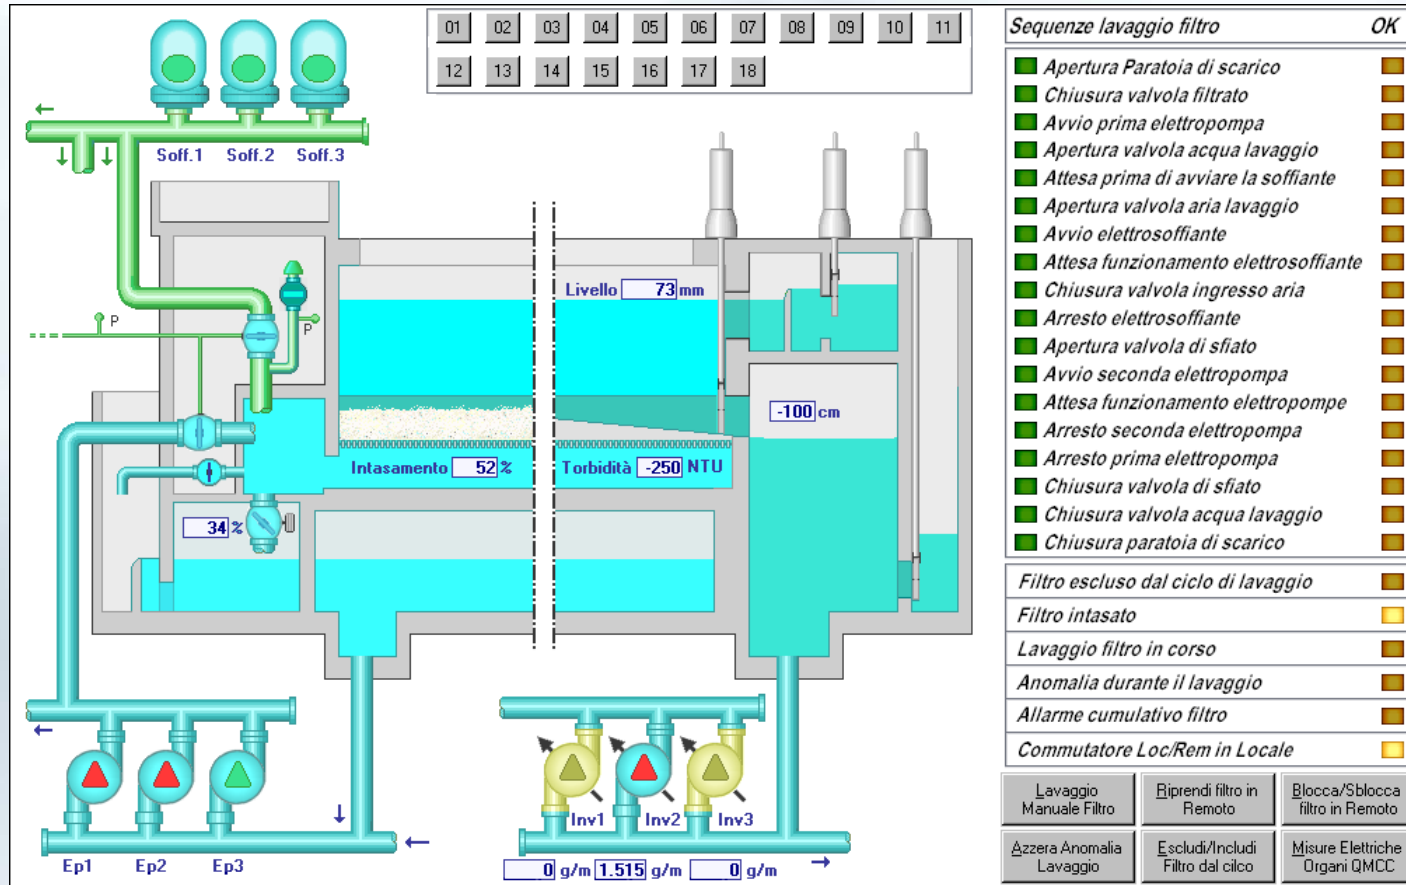 01 02 03 04 05 06 07 08 09 10 11
12 13 14 15 16 17 18
Soff.1 Soff.2 Soff.3
P
P
Livello 73 mm
-100 cm
Intasamento 52 %
Torbidità -250 NTU
34 %
Ep1 Ep2 Ep3
Inv1 Inv2 Inv3
0 g/m 1.515 g/m 0 g/m
Sequenze lavaggio filtro OK
Apertura Paratoia di scarico
Chiusura valvola filtrato
Avvio prima elettropompa
Apertura valvola acqua lavaggio
Attesa prima di avviare la soffiante
Apertura valvola aria lavaggio
Avvio elettrosoffiante
Attesa funzionamento elettrosoffiante
Chiusura valvola ingresso aria
Arresto elettrosoffiante
Apertura valvola di sfiato
Avvio seconda elettropompa
Attesa funzionamento elettropompe
Arresto seconda elettropompa
Arresto prima elettropompa
Chiusura valvola di sfiato
Chiusura valvola acqua lavaggio
Chiusura paratoia di scarico
Filtro escluso dal ciclo di lavaggio
Filtro intasato
Lavaggio filtro in corso
Anomalia durante il lavaggio
Allarme cumulativo filtro
Commutatore Loc/Rem in Locale
Lavaggio
Manuale Filtro
Riprendi filtro in
Remoto
Blocca/Sblocca
filtro in Remoto
Azzera Anomalia
Lavaggio
Escludi/Includi
Filtro dal cilco
Misure Elettriche
Organi QMCC